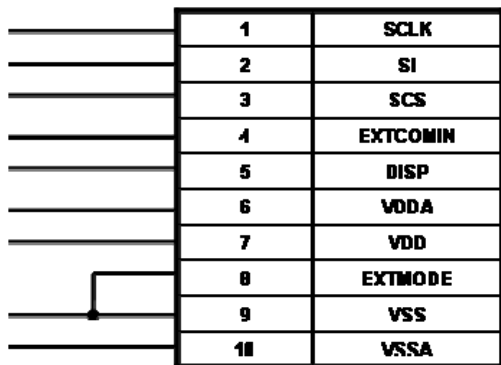 1 SCLK
2 SI
3 SCS
4 EXTCOMIN
5 DISP
6 VDDA
7 VDD
8 EXTMODE
9 VSS
10 VSSA